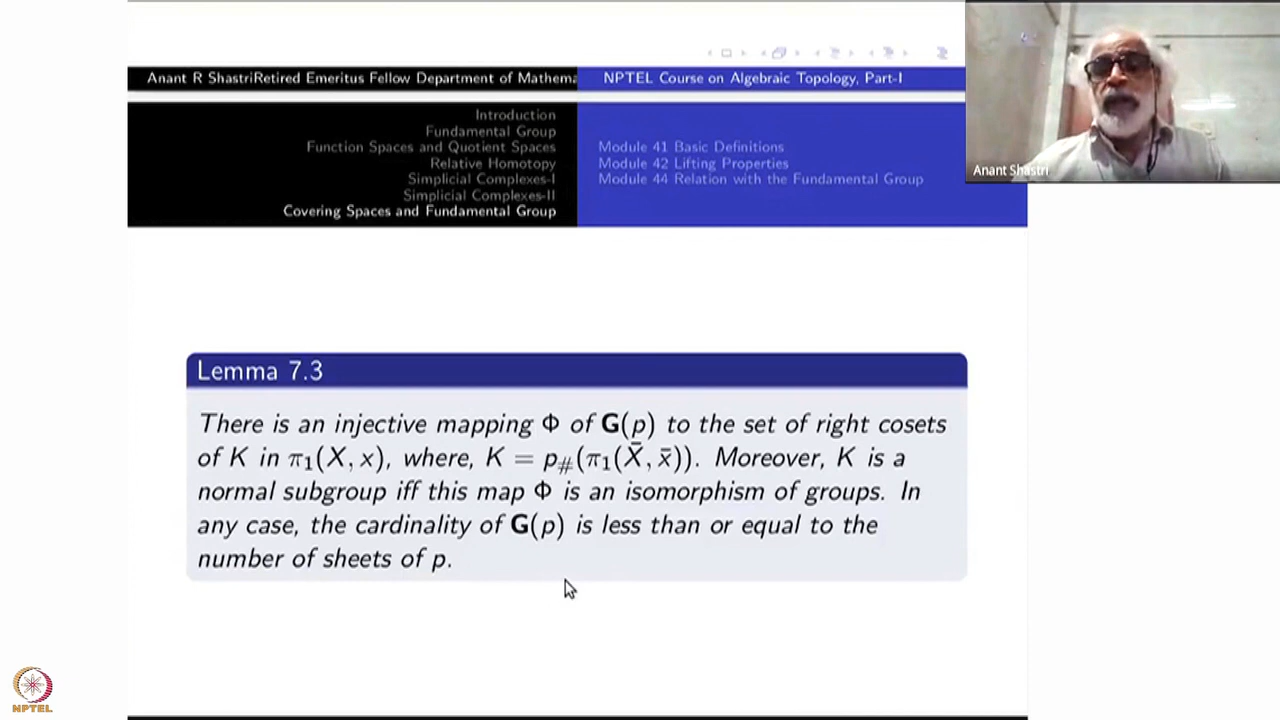 Anant R ShastriRetired Emeritus Fellow Department of Mathema
NPTEL Course on Algebraic Topology, Part-I
Introduction
Fundamental Group
Function Spaces and Quotient Spaces
Relative Homotopy
Simplicial Complexes-I
Simplicial Complexes-II
Covering Spaces and Fundamental Group
Module 41 Basic Definitions
Module 42 Lifting Properties
Module 44 Relation with the Fundamental Group
Anant Shastri
Lemma 7.3
There is an injective mapping Φ of G(p) to the set of right cosets
of K in π₁(X, x), where, K = p_#(π₁(X̄, x̄)). Moreover, K is a
normal subgroup iff this map Φ is an isomorphism of groups. In
any case, the cardinality of G(p) is less than or equal to the
number of sheets of p.
NPTEL